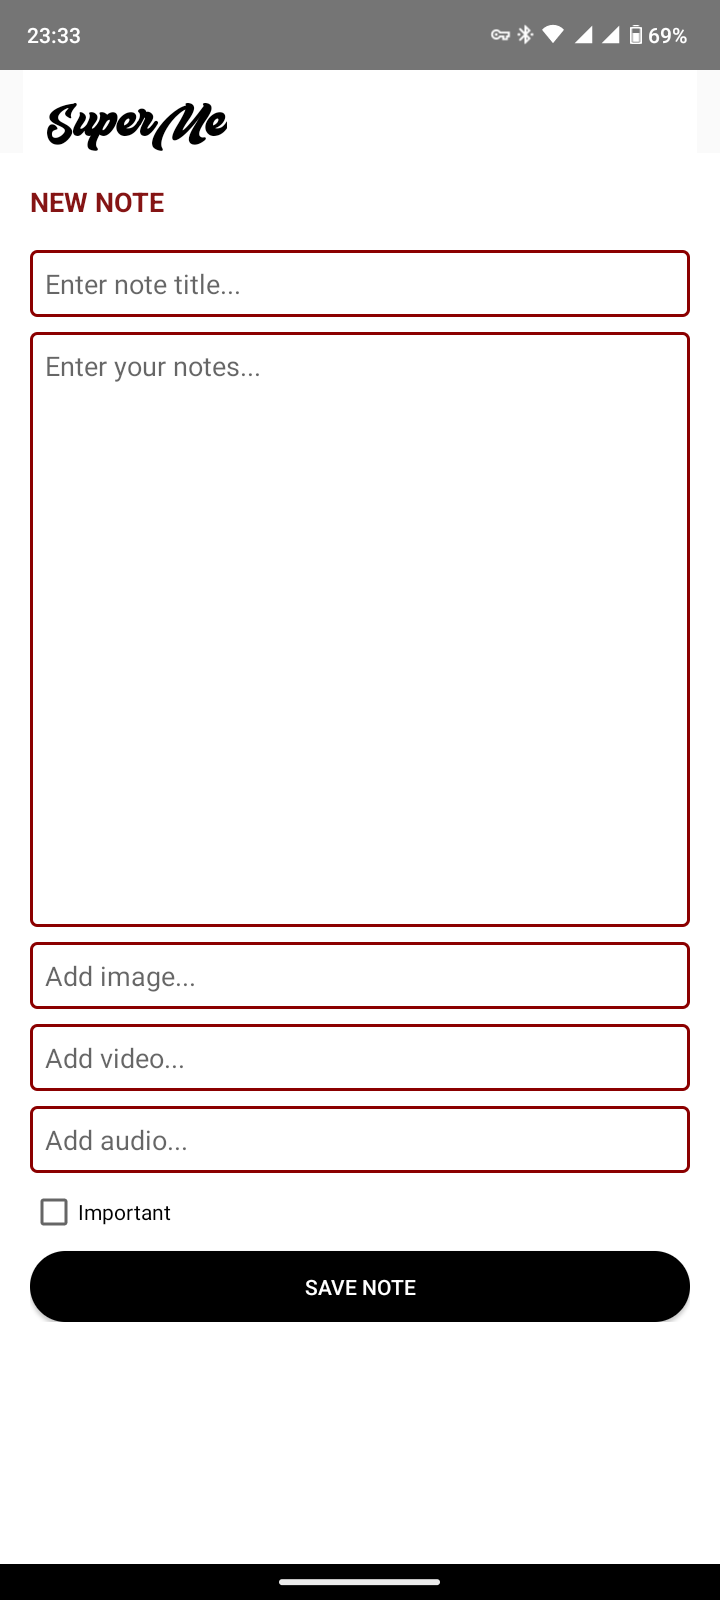 23:33
69%
SuperMe
NEW NOTE
Enter note title...
Enter your notes...
Add image...
Add video...
Add audio...
Important
SAVE NOTE